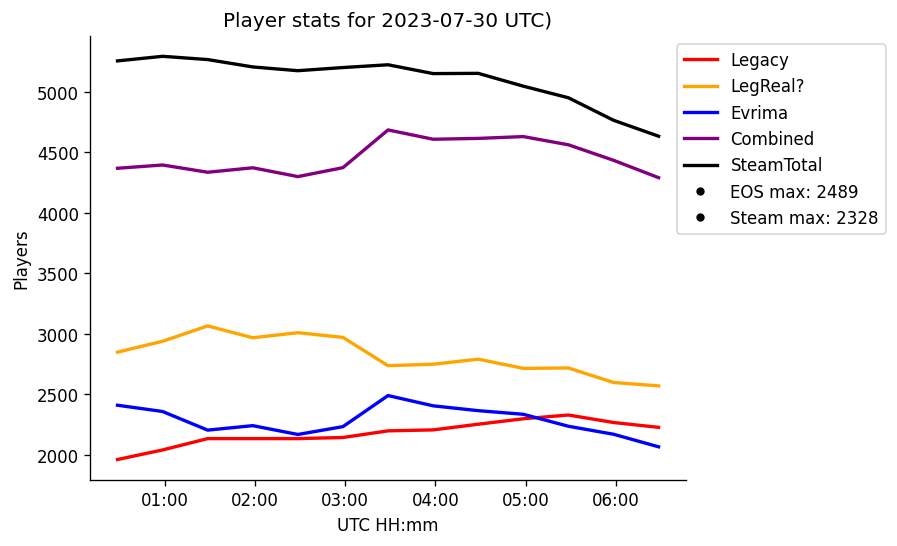 Player stats for 2023-07-30 UTC)
Legacy
LegReal?
Evrima
Combined
SteamTotal
EOS max: 2489
Steam max: 2328
Players
5000
4500
4000
3500
3000
2500
2000
01:00
02:00
03:00
04:00
05:00
06:00
UTC HH:mm